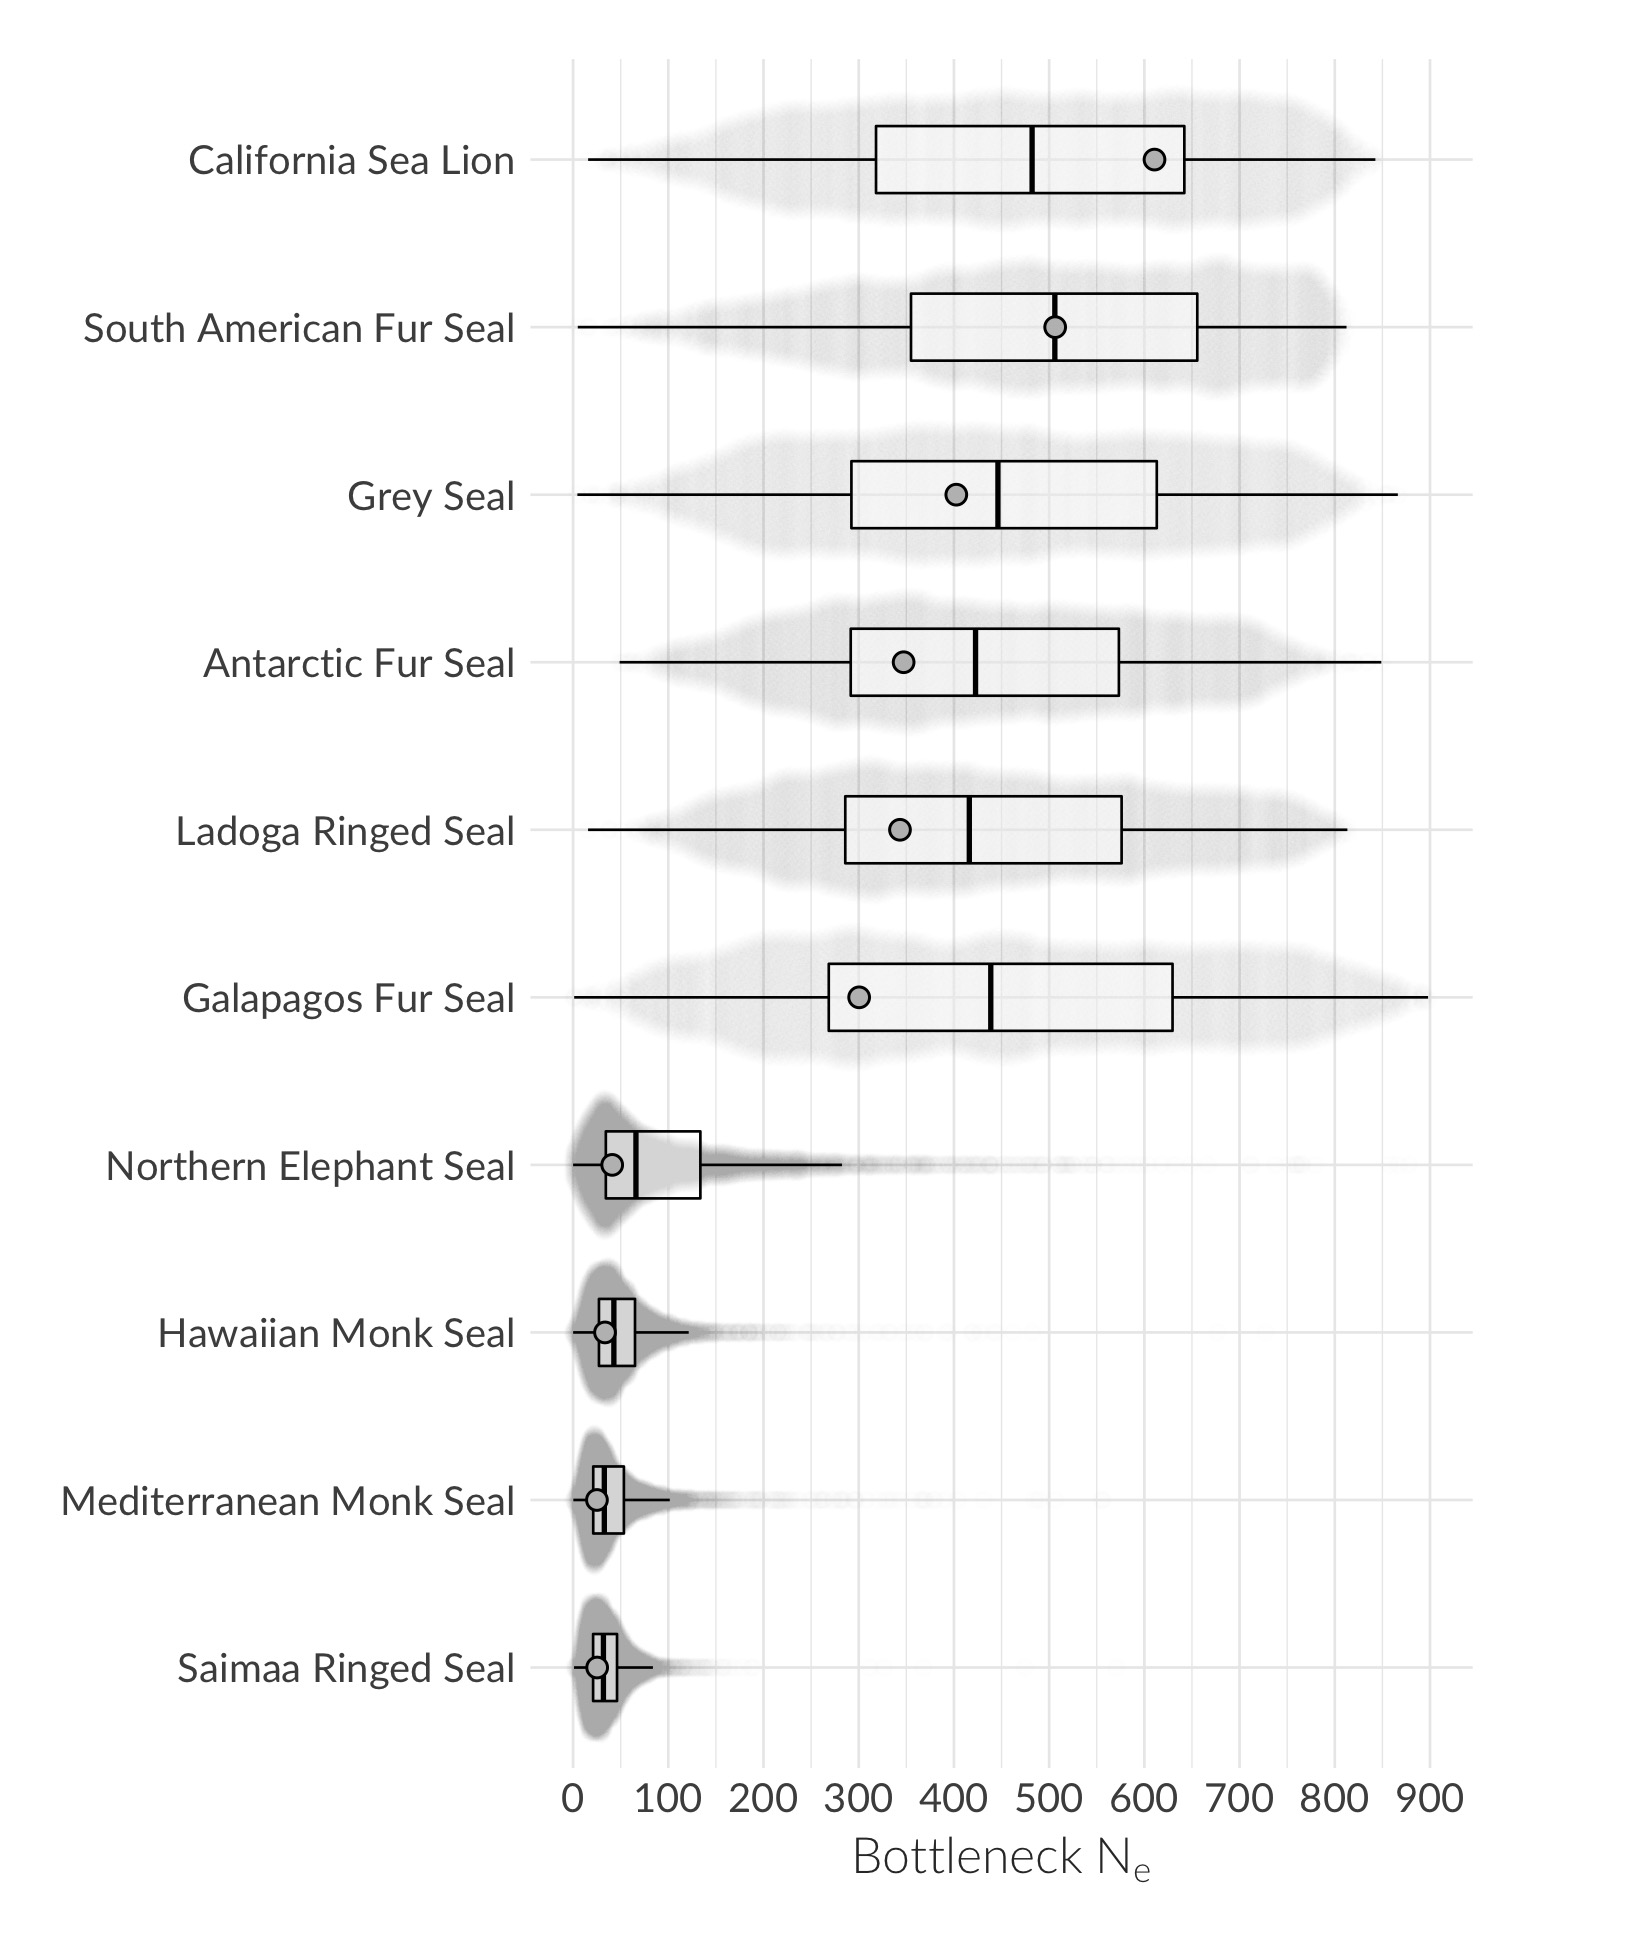 California Sea Lion
South American Fur Seal
Grey Seal
Antarctic Fur Seal
Ladoga Ringed Seal
Galapagos Fur Seal
Northern Elephant Seal
Hawaiian Monk Seal
Mediterranean Monk Seal
Saimaa Ringed Seal
0 100 200 300 400 500 600 700 800 900
Bottleneck Ne